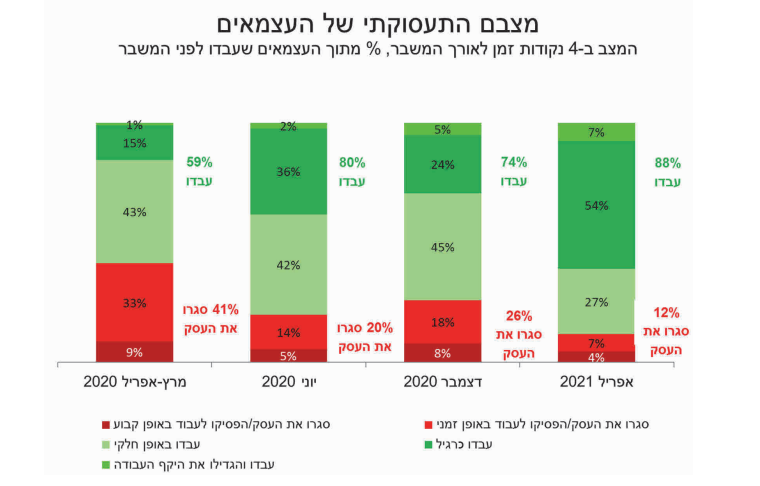 מצבם התעסוקתי של העצמאים
המצב ב-4 נקודות זמן לאורך המשבר, % מתוך העצמאים שעבדו לפני המשבר
1%
15%
43%
33%
9%
59%
עבדו
41% סגרו
את העסק
2%
36%
42%
14%
5%
80%
עבדו
20% סגרו
את העסק
5%
24%
45%
18%
8%
74%
עבדו
26%
סגרו את
העסק
7%
54%
27%
7%
4%
88%
עבדו
12%
סגרו את
העסק
מרץ-אפריל 2020
יוני 2020
דצמבר 2020
אפריל 2021
סגרו את העסק/הפסיקו לעבוד באופן קבוע
סגרו את העסק/הפסיקו לעבוד באופן זמני
עבדו באופן חלקי
עבדו כרגיל
עבדו והגדילו את היקף העבודה